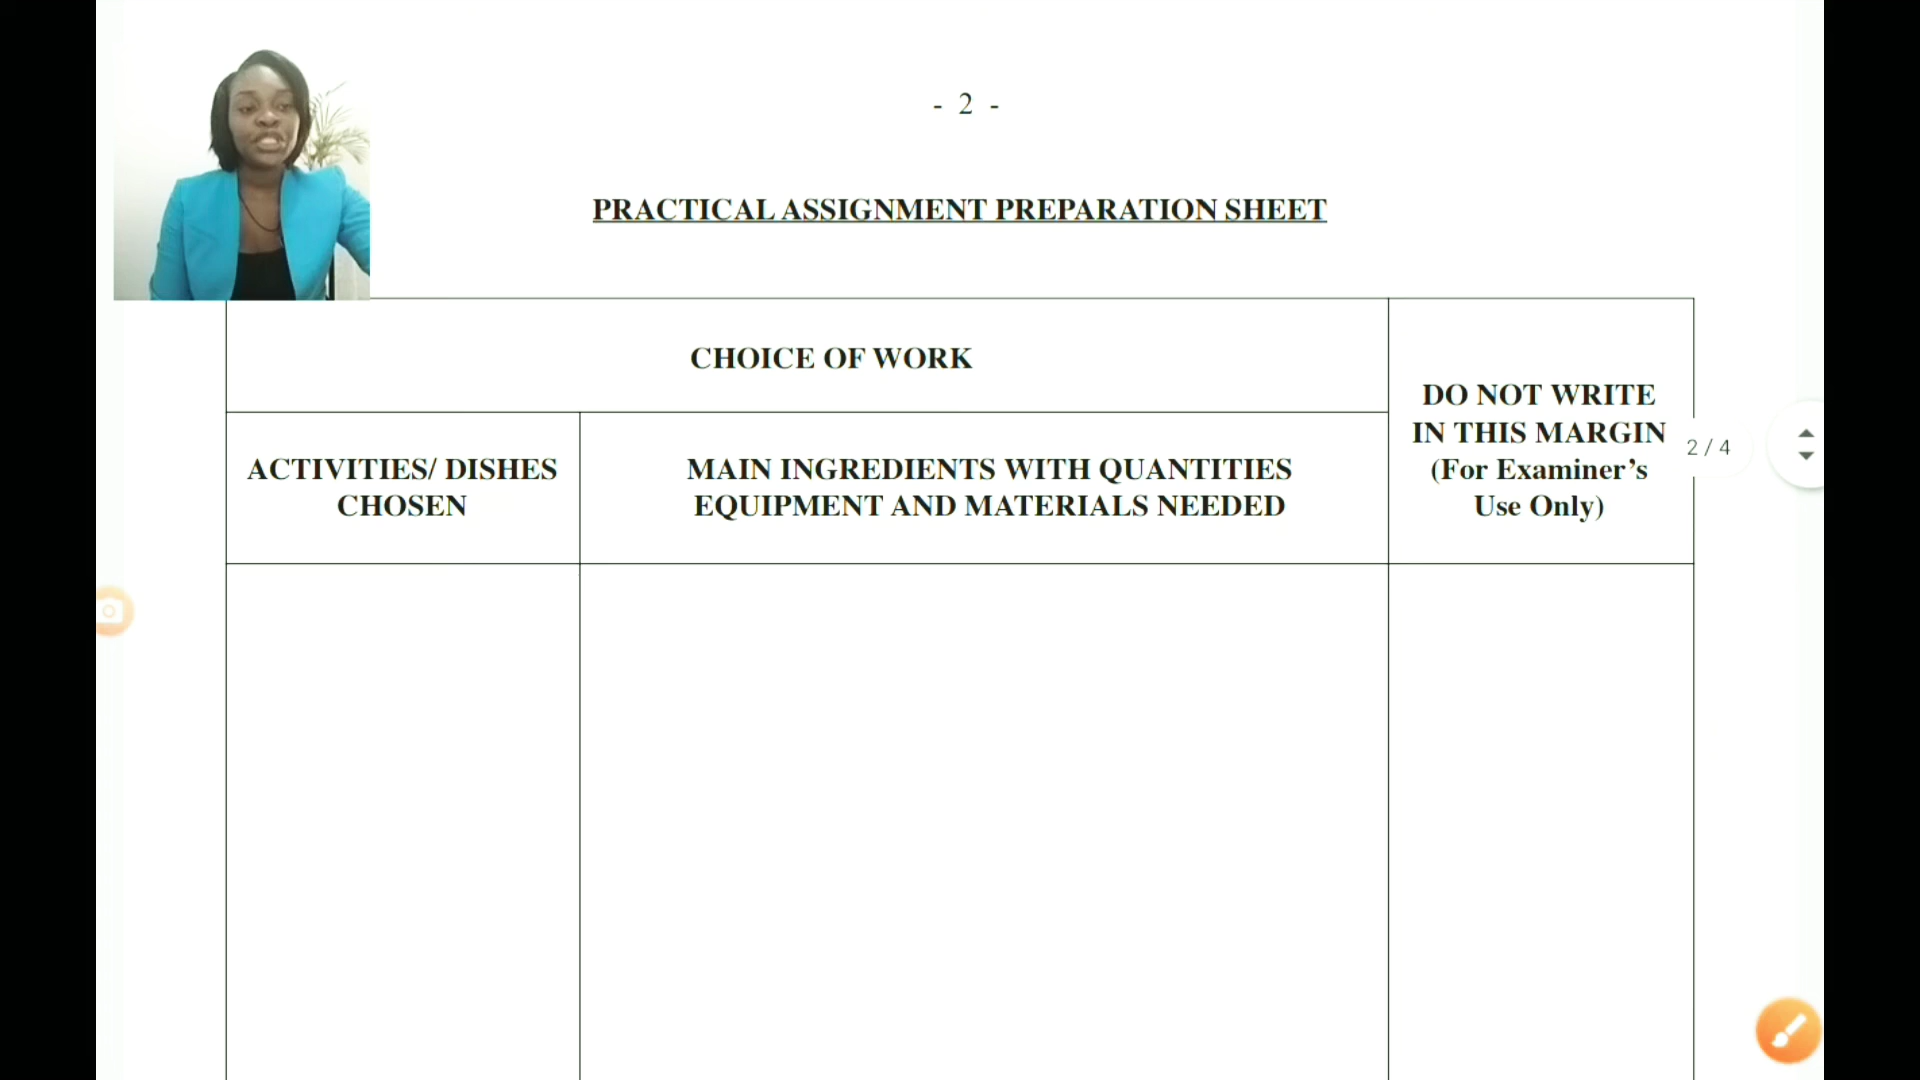 - 2 -
PRACTICAL ASSIGNMENT PREPARATION SHEET
CHOICE OF WORK
DO NOT WRITE
IN THIS MARGIN
(For Examiner’s
Use Only)
ACTIVITIES/ DISHES
CHOSEN
MAIN INGREDIENTS WITH QUANTITIES
EQUIPMENT AND MATERIALS NEEDED
2 / 4